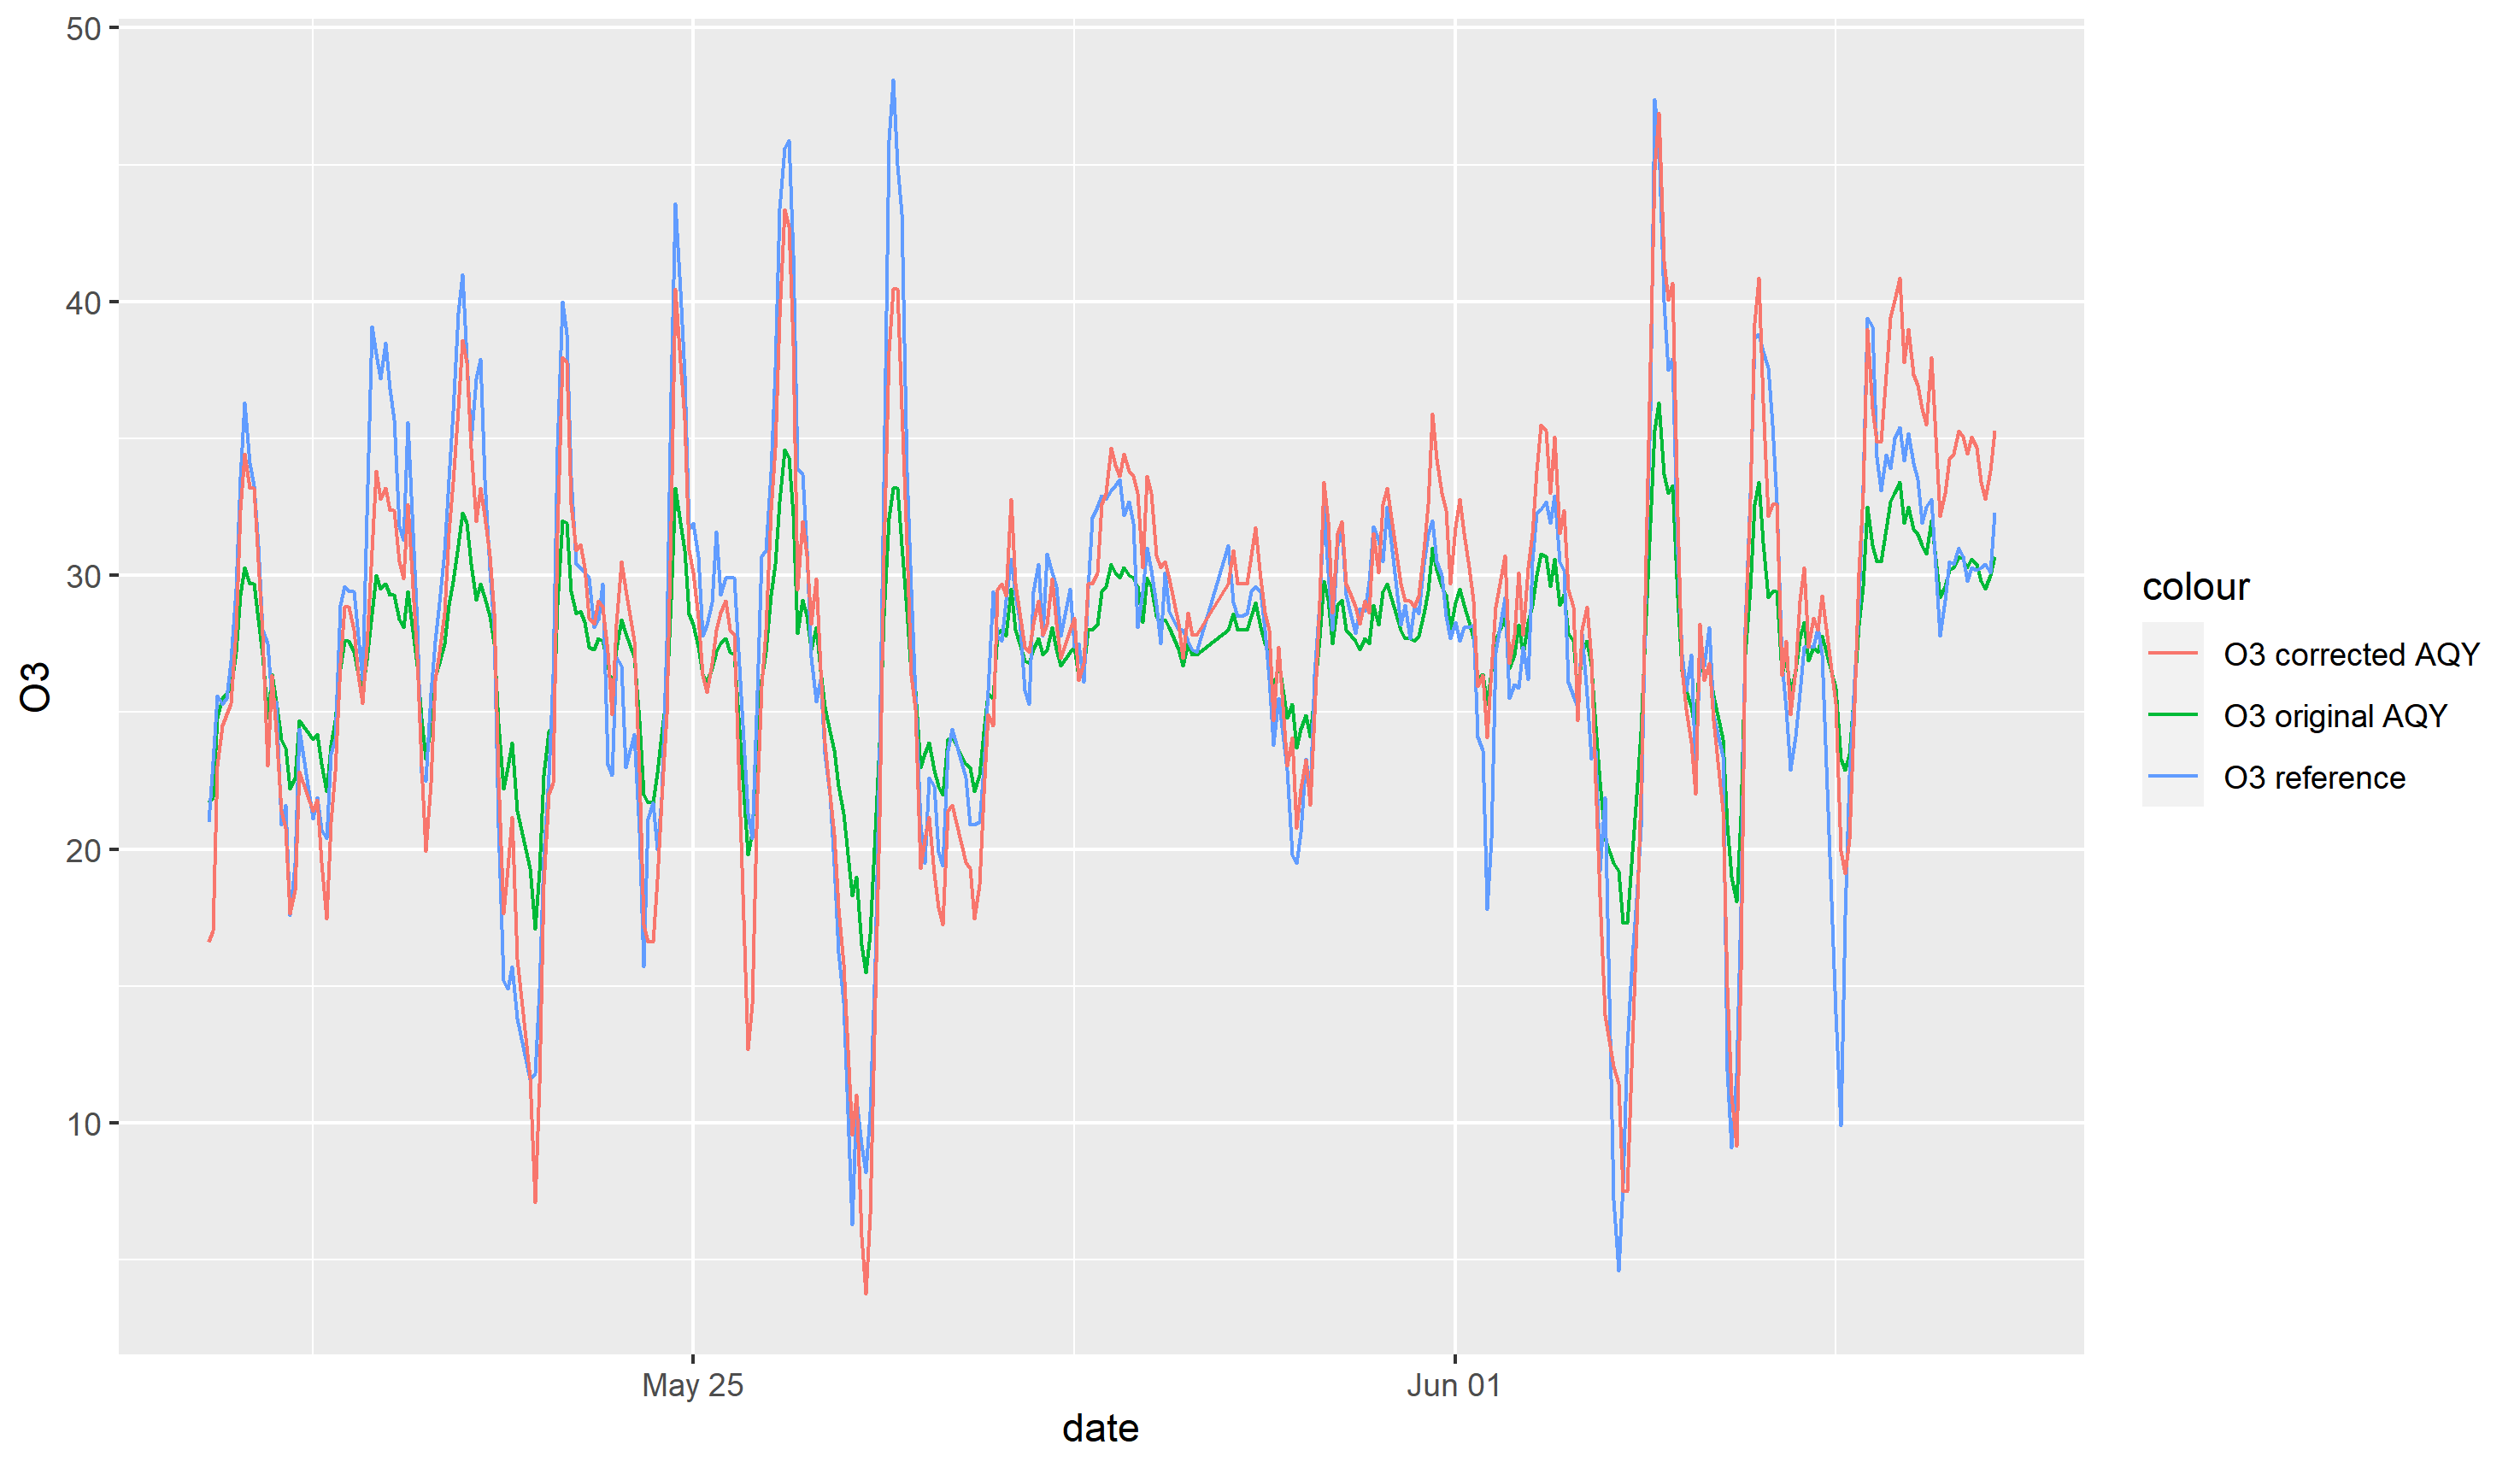 O3
50
40
30
20
10
May 25
Jun 01
date
colour
O3 corrected AQY
O3 original AQY
O3 reference